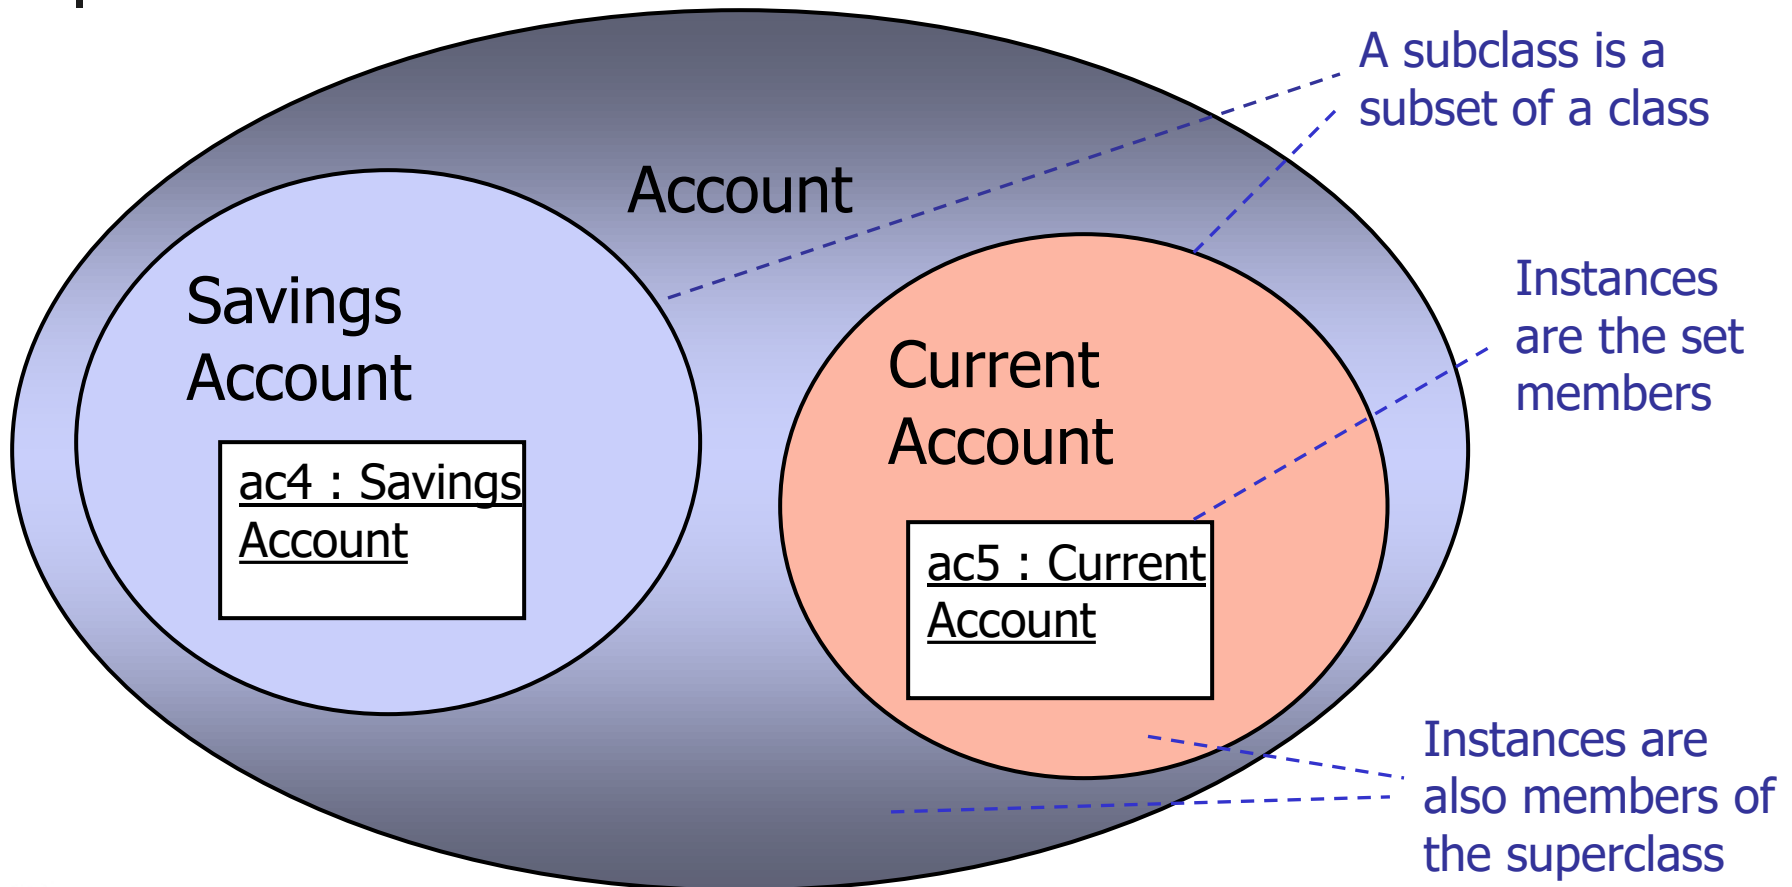 A subclass is a
subset of a class
Account
Savings
Account
Instances
are the set
members
Current
Account
ac4 : Savings
Account
ac5 : Current
Account
Instances are
also members of
the superclass